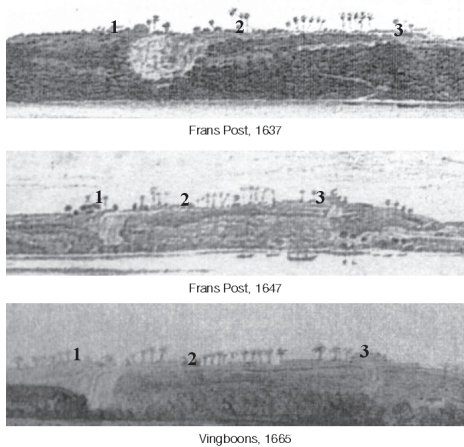 1 2 3
Frans Post, 1637
1 2 3
Frans Post, 1647
1 2 3
Vingboons, 1665